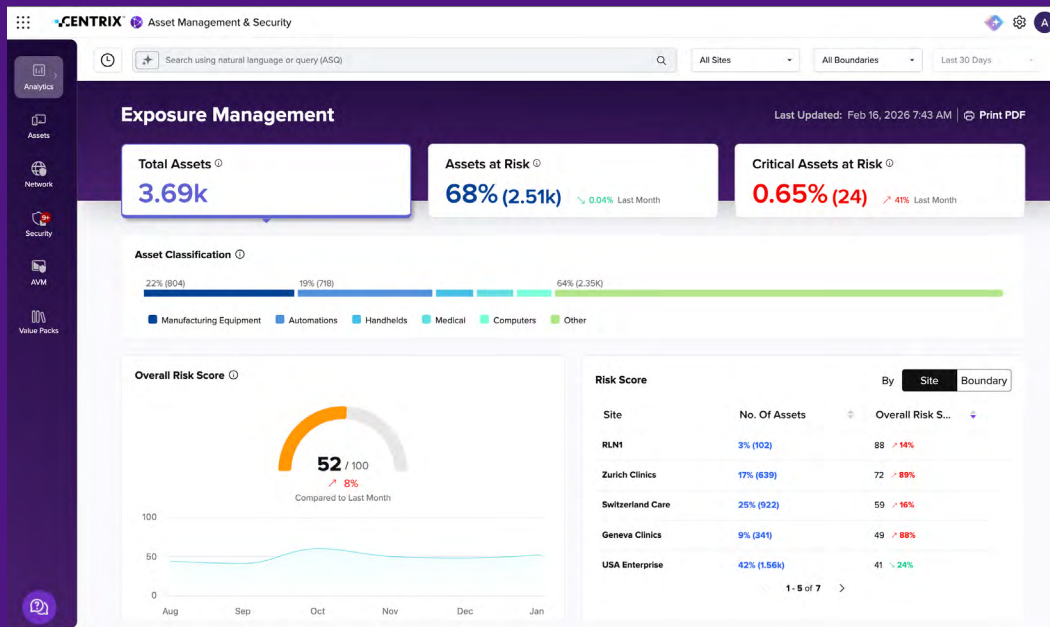 CENTRIX Asset Management & Security
A
Search using natural language or query (ASQ)
All Sites
All Boundaries
Last 30 Days
Analytics
Assets
Network
9+
Security
AVM
Value Packs
Exposure Management
Last Updated: Feb 16, 2026 7:43 AM
Print PDF
Total Assets
3.69k
Assets at Risk
68% (2.51k) 0.04% Last Month
Critical Assets at Risk
0.65% (24) 41% Last Month
Asset Classification
22% (804) 19% (718) 64% (2.35K)
Manufacturing Equipment Automations Handhelds Medical Computers Other
Overall Risk Score
52 / 100
8%
Compared to Last Month
100
50
0
Aug Sep Oct Nov Dec Jan
Risk Score By Site Boundary
Site No. Of Assets Overall Risk S...
RLN1 3% (102) 88 14%
Zurich Clinics 17% (639) 72 89%
Switzerland Care 25% (922) 59 16%
Geneva Clinics 9% (341) 49 88%
USA Enterprise 42% (1.56k) 41 24%
1 - 5 of 7